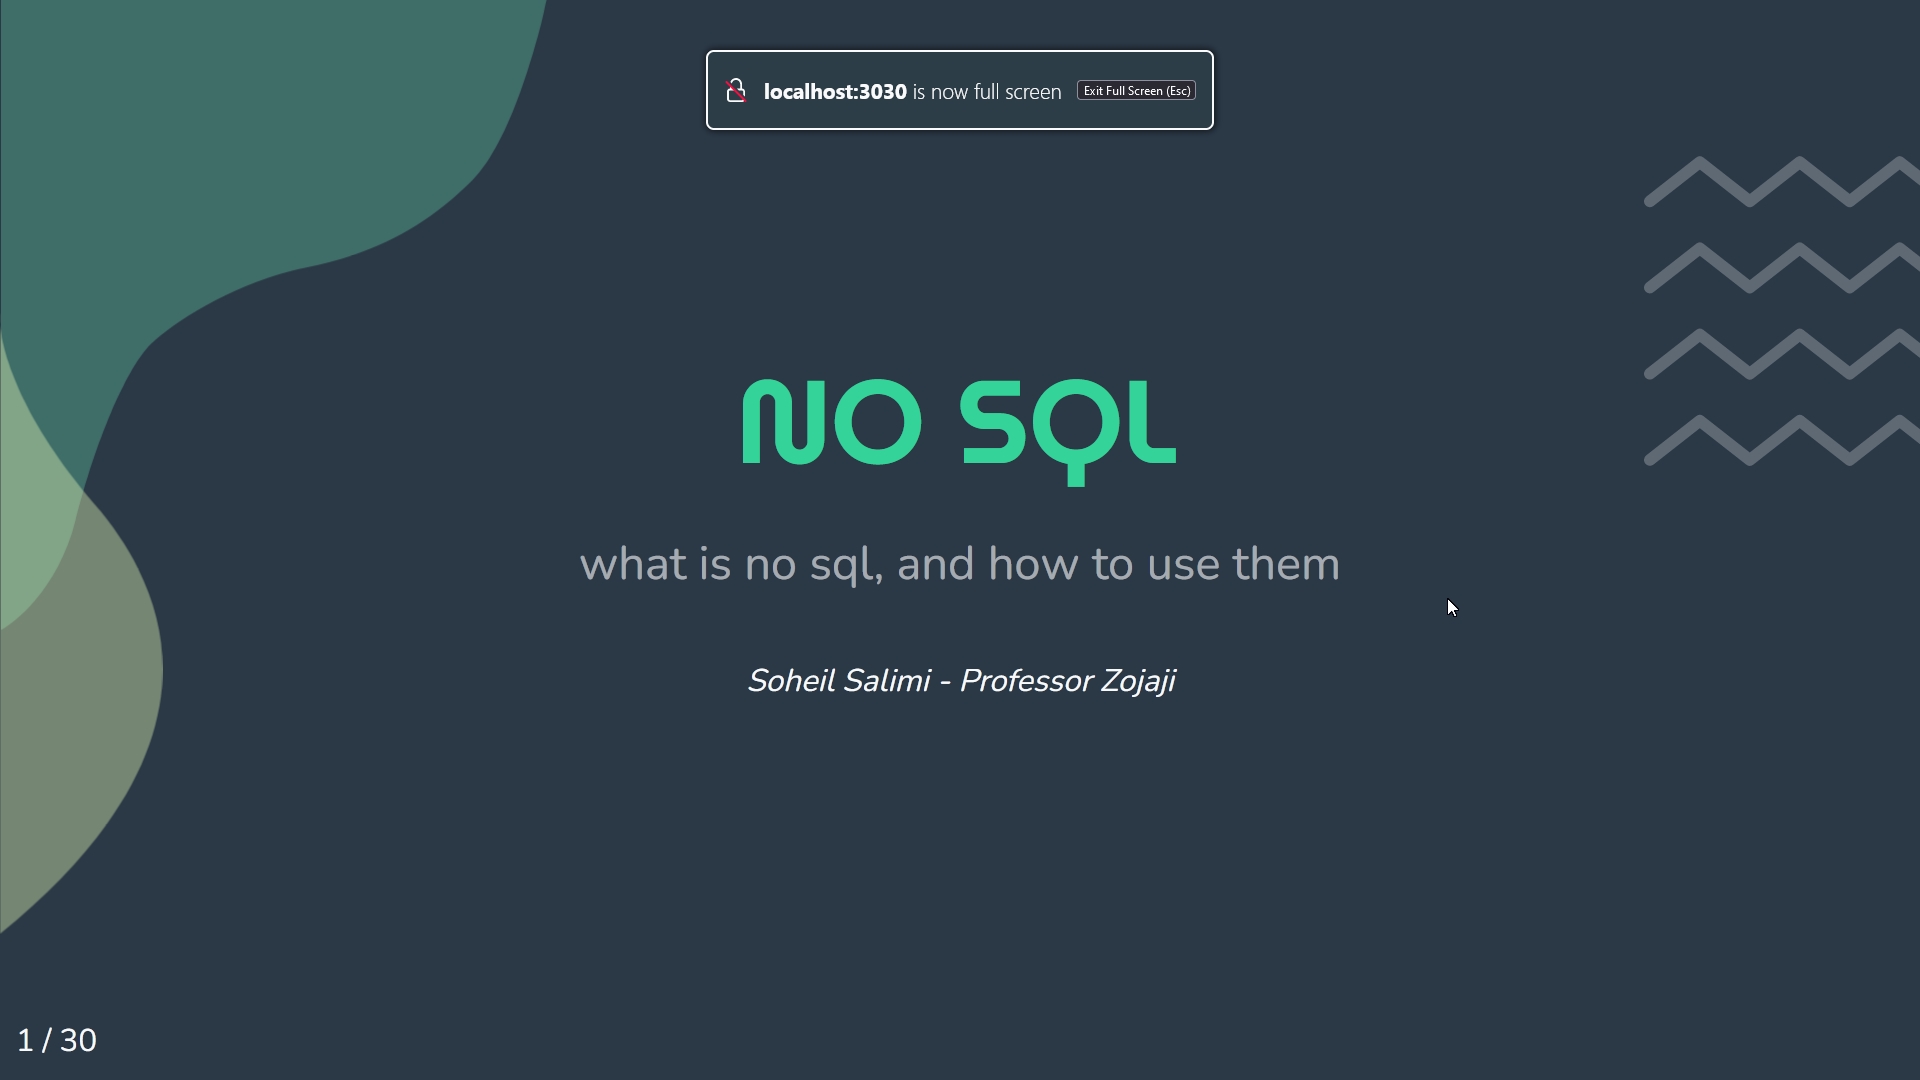 localhost:3030 is now full screen Exit Full Screen (Esc)
NO SQL
what is no sql, and how to use them
Soheil Salimi - Professor Zojaji
1 / 30